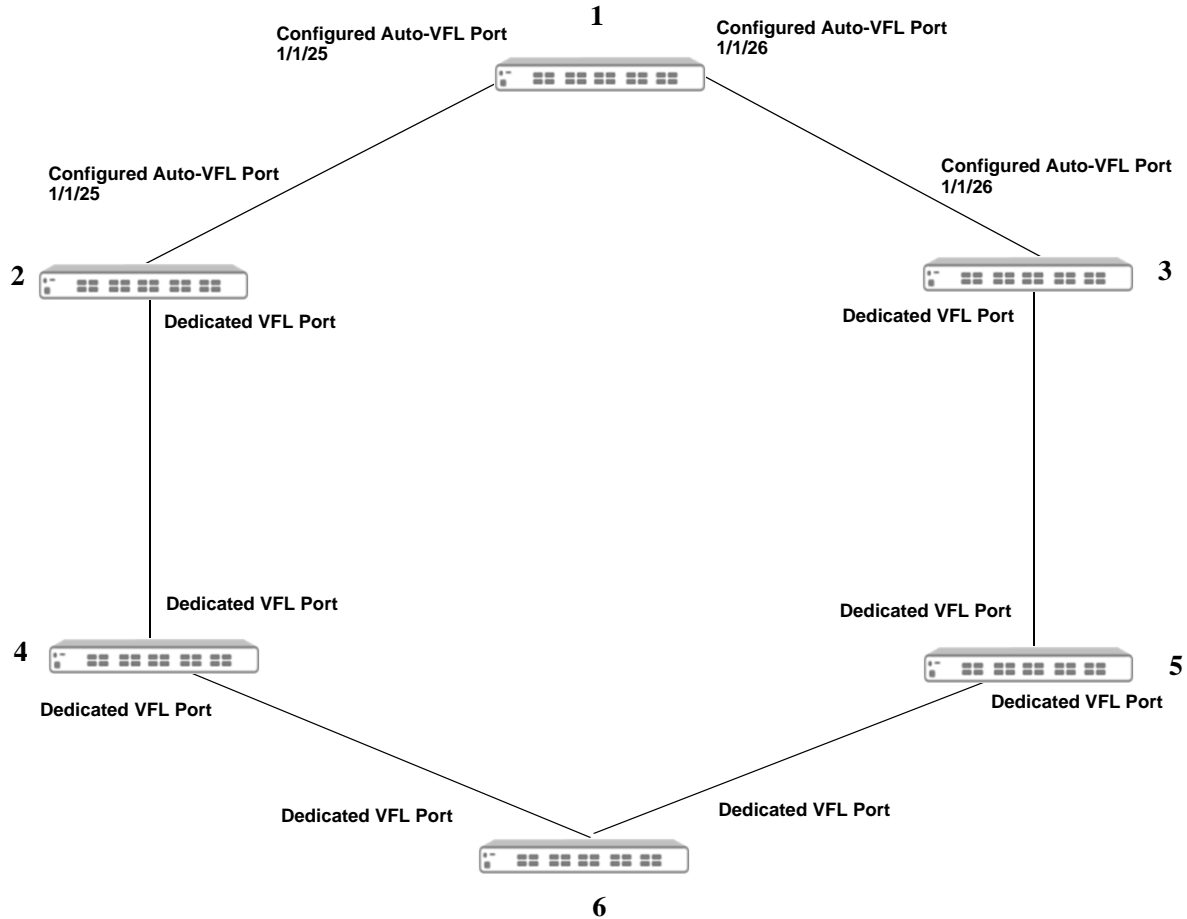 1
Configured Auto-VFL Port
1/1/25
Configured Auto-VFL Port
1/1/26
Configured Auto-VFL Port
1/1/25
Configured Auto-VFL Port
1/1/26
2
3
Dedicated VFL Port
Dedicated VFL Port
Dedicated VFL Port
Dedicated VFL Port
4
5
Dedicated VFL Port
Dedicated VFL Port
Dedicated VFL Port
Dedicated VFL Port
6